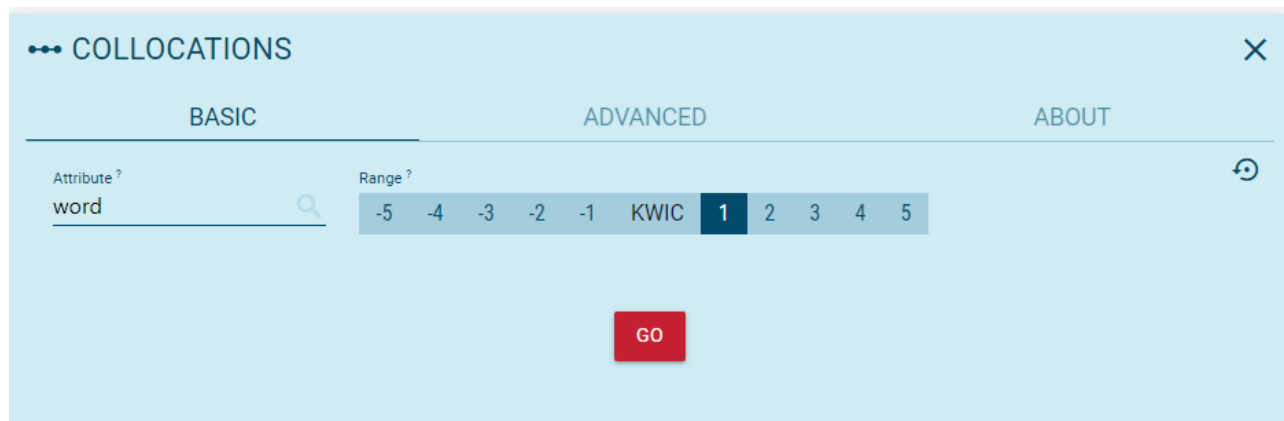 COLLOCATIONS
BASIC ADVANCED ABOUT
Attribute ? Range ?
word -5 -4 -3 -2 -1 KWIC 1 2 3 4 5
GO